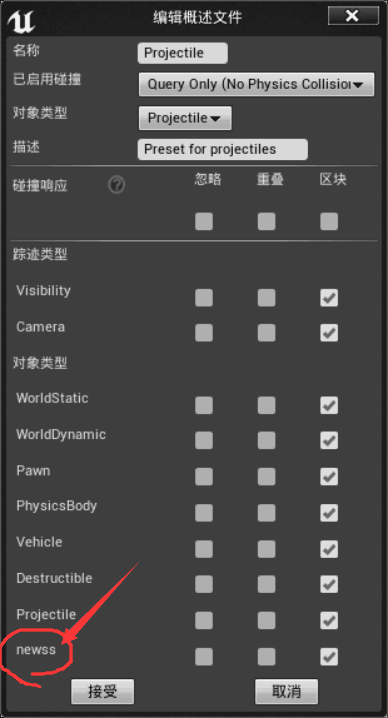 编辑概述文件
名称 Projectile
已启用碰撞 Query Only (No Physics Collision
对象类型 Projectile
描述 Preset for projectiles
碰撞响应 ? 忽略 重叠 区块
踪迹类型
Visibility
Camera
对象类型
WorldStatic
WorldDynamic
Pawn
PhysicsBody
Vehicle
Destructible
Projectile
newss
接受 取消